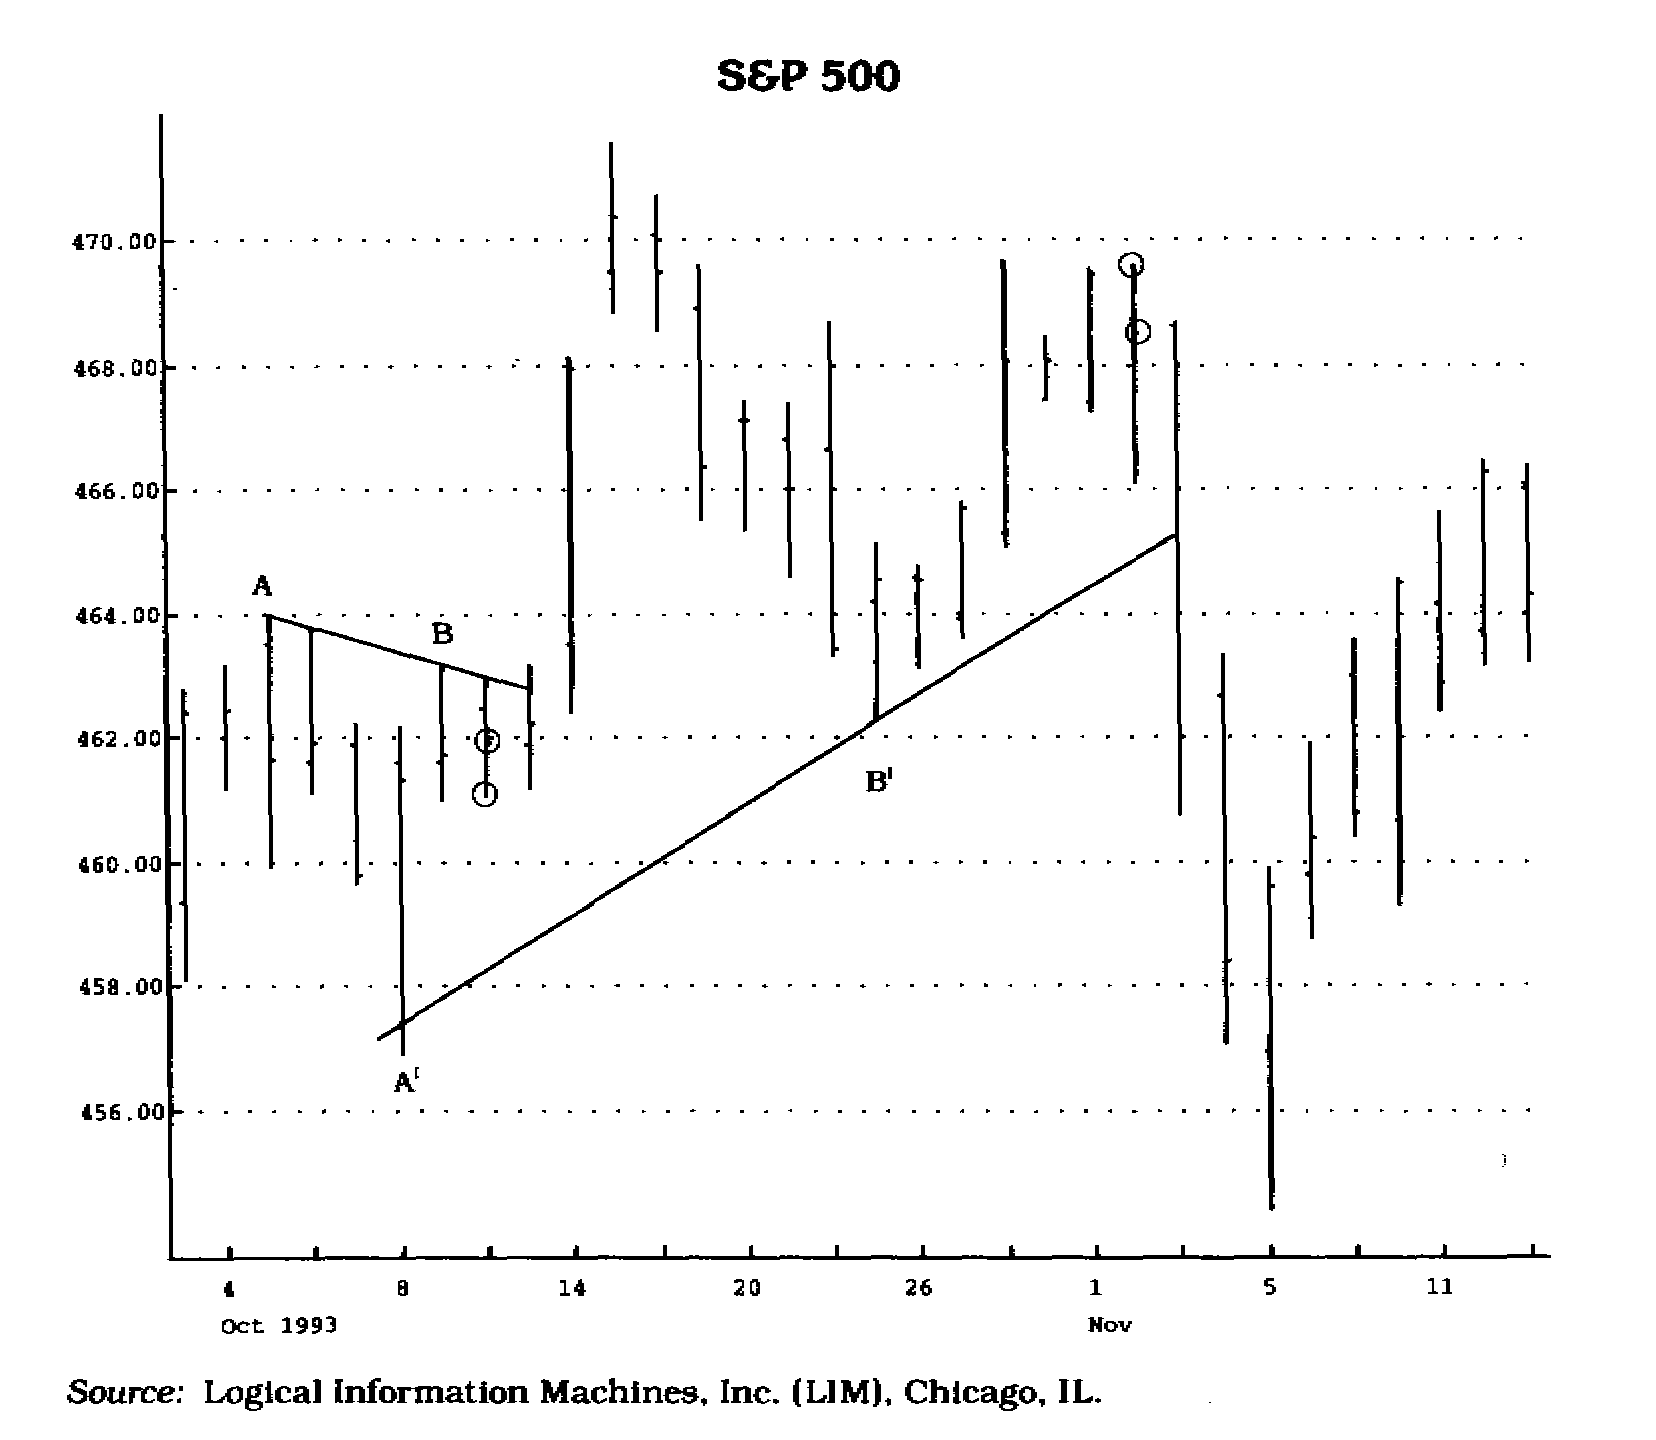 S&P 500
470.00
468.00
466.00
464.00
462.00
460.00
458.00
456.00
A
B
B'
A'
4 8 14 20 26 1 5 11
Oct 1993 Nov
Source: Logical Information Machines, Inc. (LIM), Chicago, IL.